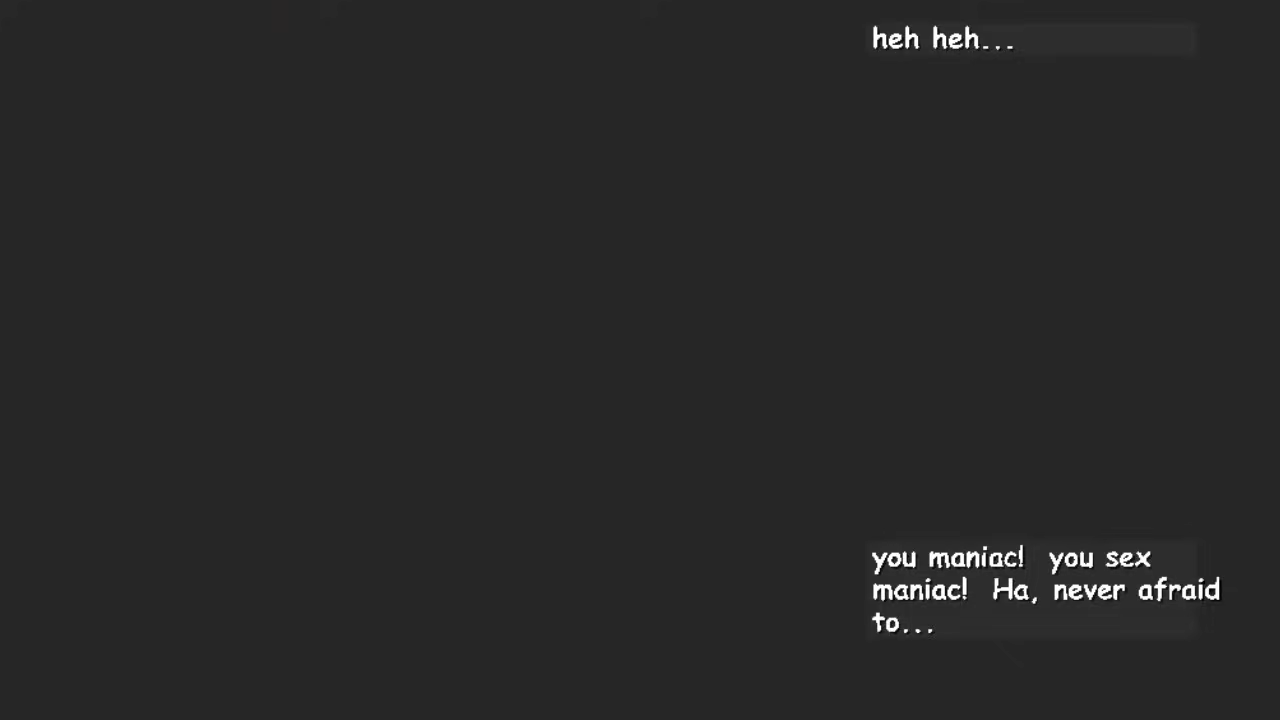 heh heh...
you maniac!  you sex
maniac!  Ha, never afraid
to...